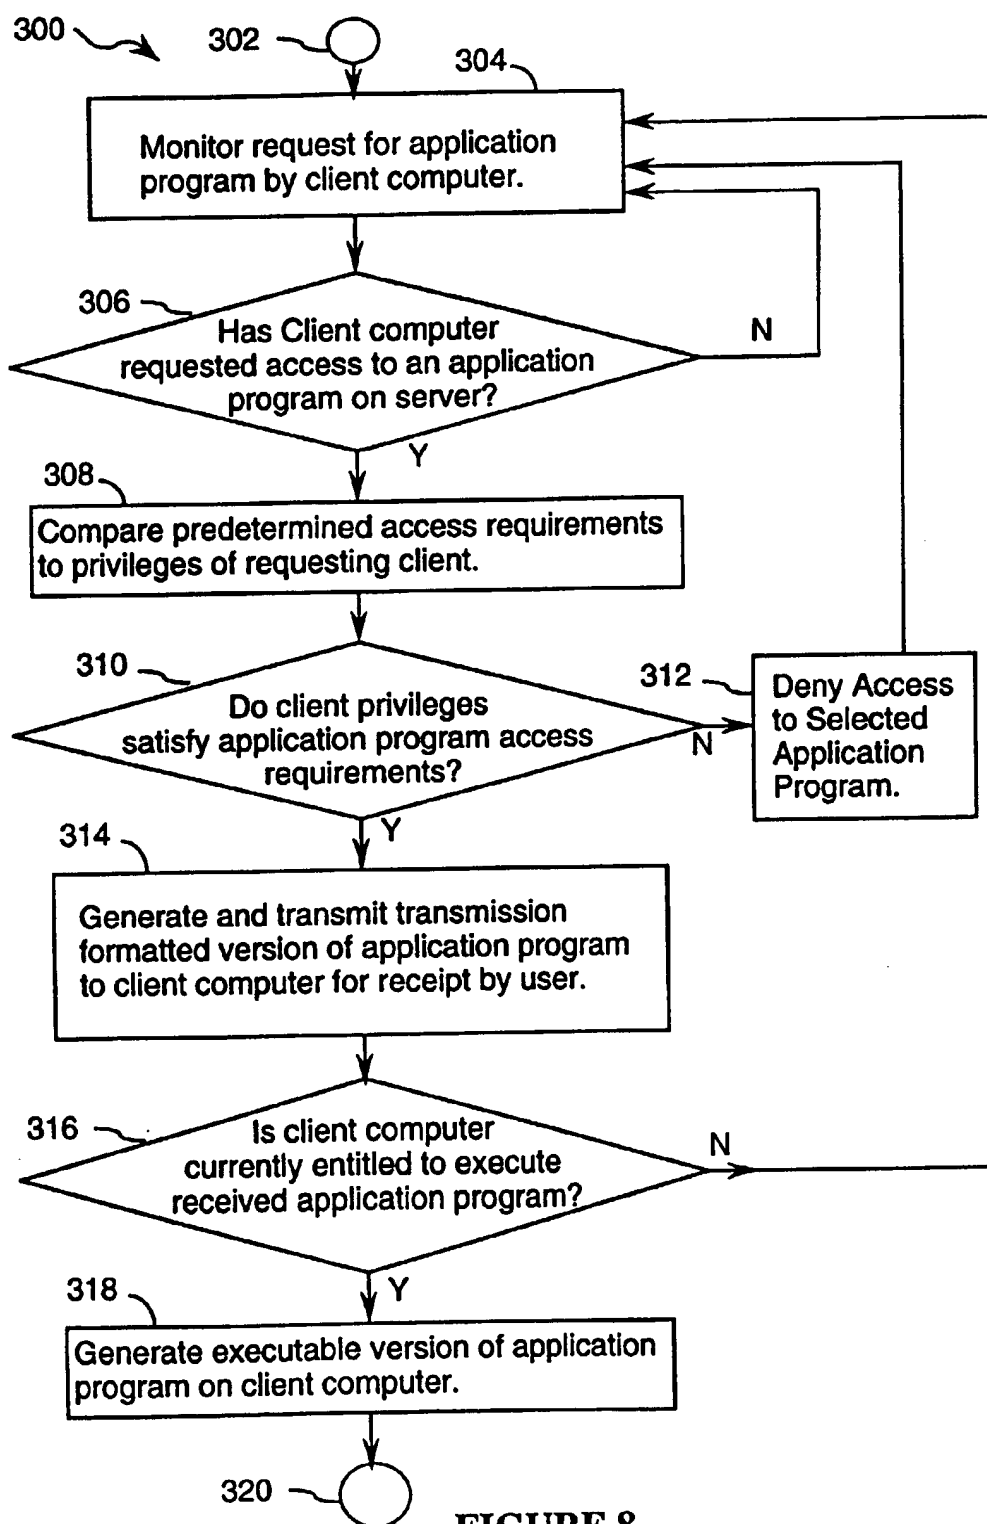 300
302
304
Monitor request for application
program by client computer.
306
Has Client computer
requested access to an application
program on server?
N
Y
308
Compare predetermined access requirements
to privileges of requesting client.
310
Do client privileges
satisfy application program access
requirements?
N
312
Deny Access
to Selected
Application
Program.
Y
314
Generate and transmit transmission
formatted version of application program
to client computer for receipt by user.
316
Is client computer
currently entitled to execute
received application program?
N
Y
318
Generate executable version of application
program on client computer.
320
FIGURE 8